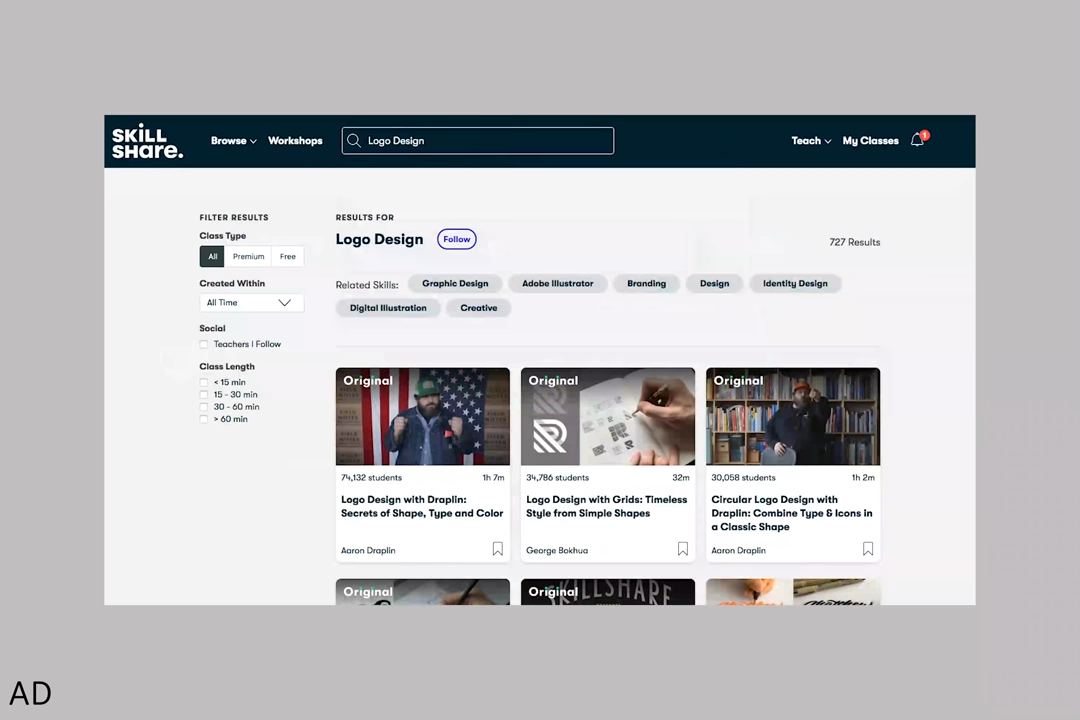 SKILL
SHare.
Browse
Workshops
Logo Design
Teach
My Classes
1
FILTER RESULTS
Class Type
All
Premium
Free
Created Within
All Time
Social
Teachers I Follow
Class Length
< 15 min
15 - 30 min
30 - 60 min
> 60 min
RESULTS FOR
Logo Design
Follow
727 Results
Related Skills:
Graphic Design
Adobe Illustrator
Branding
Design
Identity Design
Digital Illustration
Creative
Original
74,132 students
1h 7m
Logo Design with Draplin:
Secrets of Shape, Type and Color
Aaron Draplin
Original
34,786 students
32m
Logo Design with Grids: Timeless
Style from Simple Shapes
George Bokhua
Original
30,058 students
1h 2m
Circular Logo Design with
Draplin: Combine Type & Icons in
a Classic Shape
Aaron Draplin
Original
Original
SKILLSHARE
AD